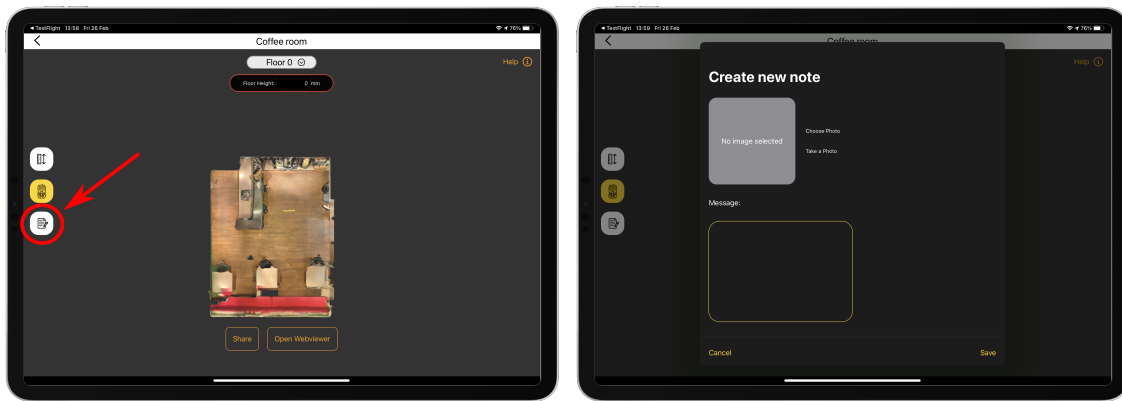 ◀ TestFlight 13:58 Fri 26 Feb
76%
Coffee room
Floor 0
Help
Floor Height: 0 mm
Share
Open Webviewer
◀ TestFlight 13:59 Fri 26 Feb
76%
Coffee room
Help
Create new note
No image selected
Choose Photo
Take a Photo
Message:
Cancel
Save